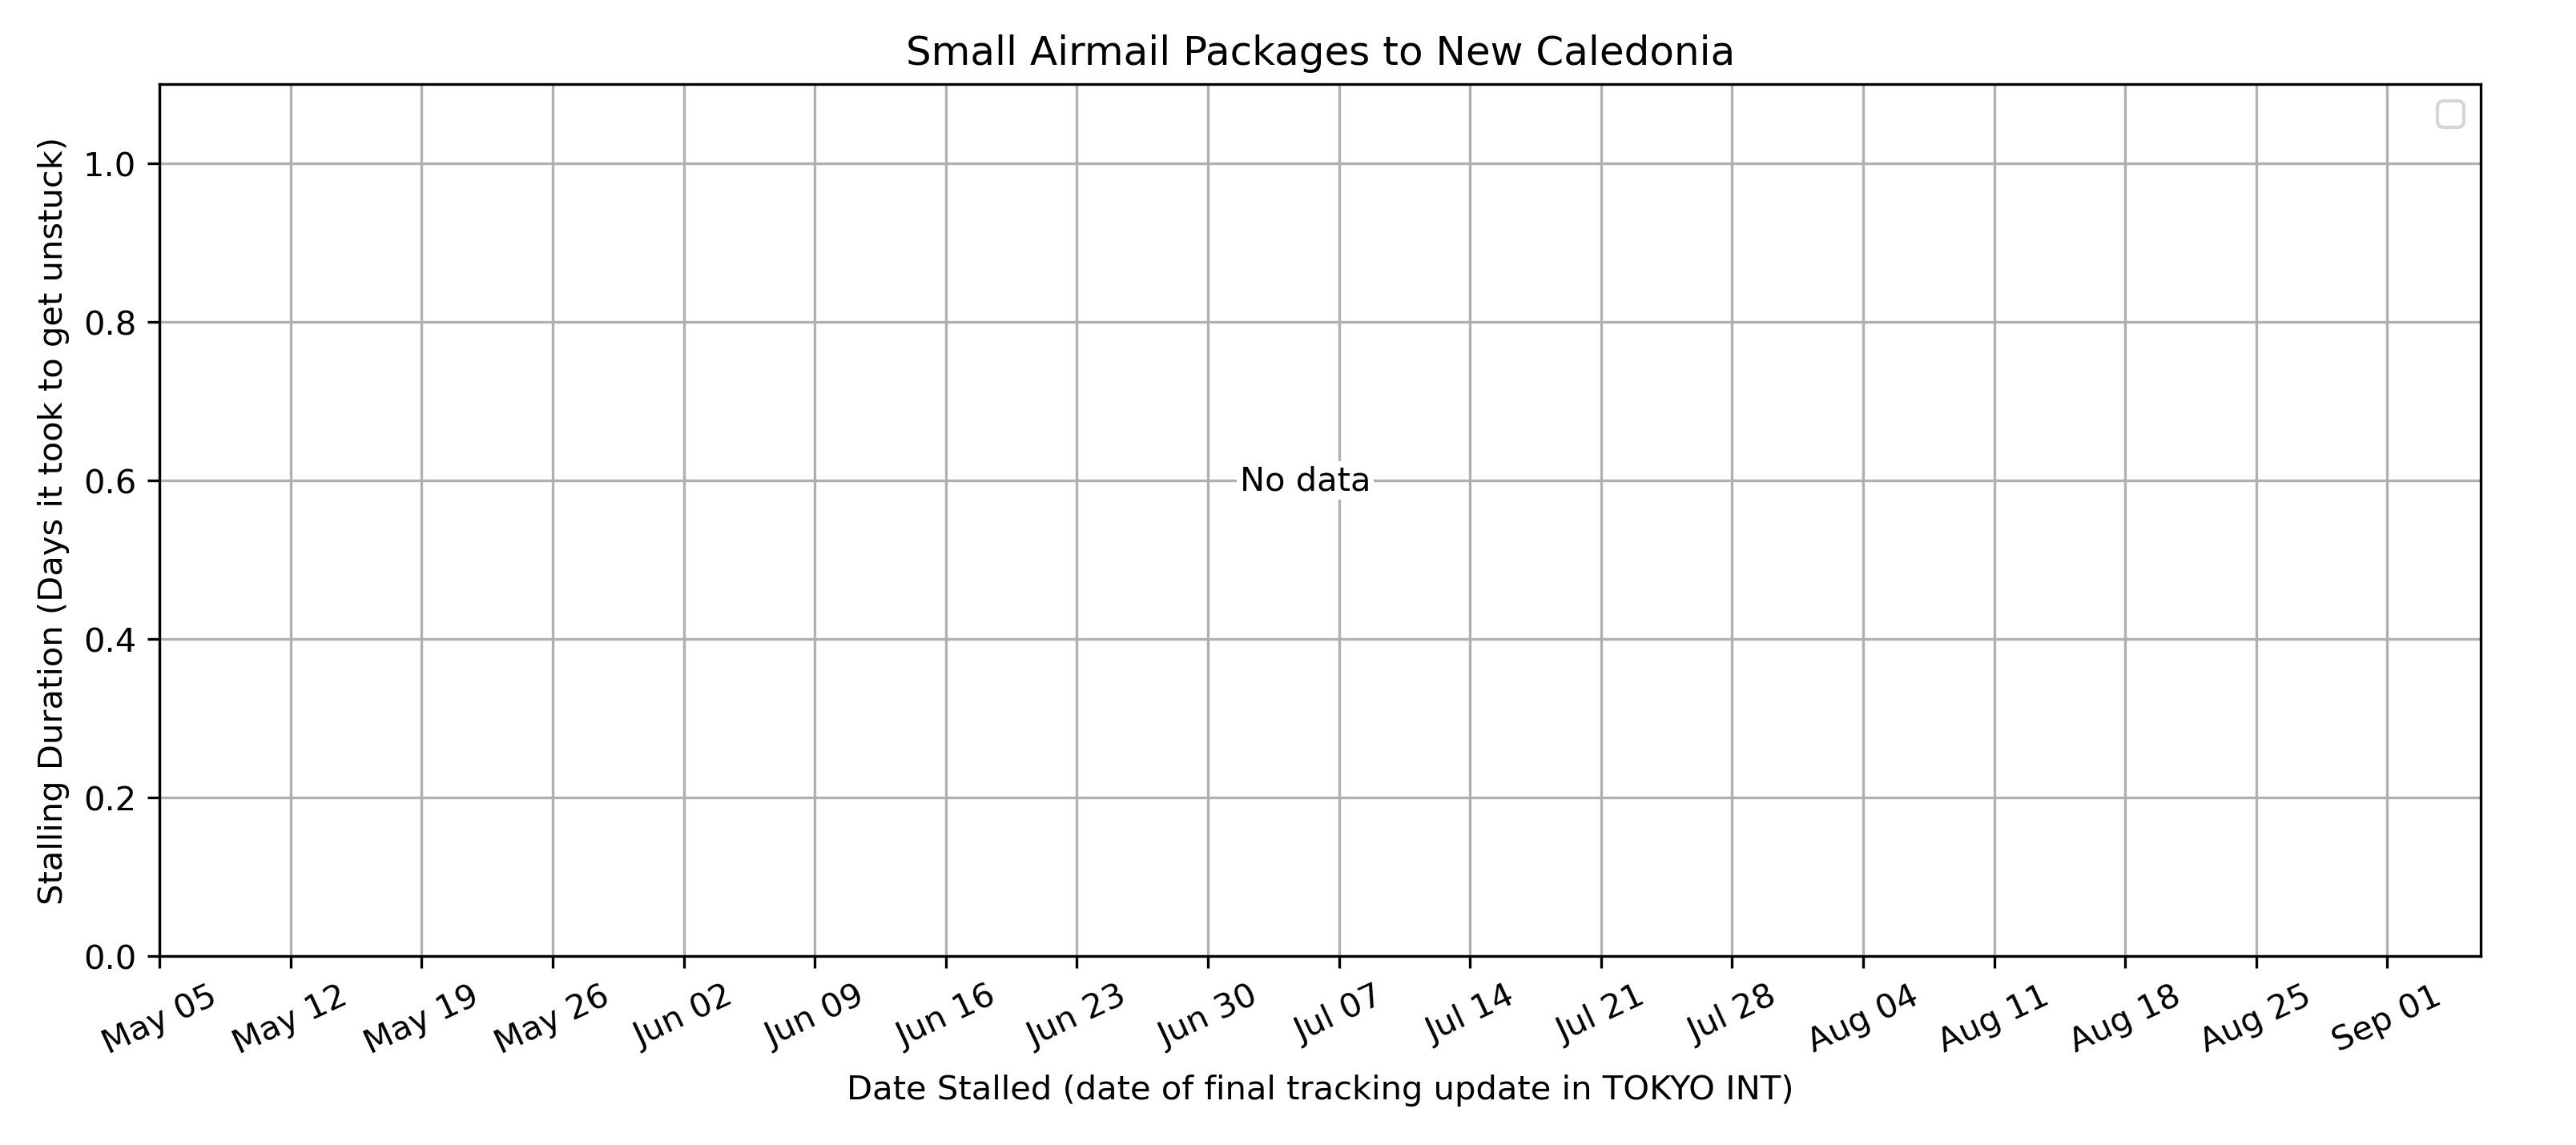 Small Airmail Packages to New Caledonia
Stalling Duration (Days it took to get unstuck)
1.0
0.8
0.6
0.4
0.2
0.0
No data
May 05 May 12 May 19 May 26 Jun 02 Jun 09 Jun 16 Jun 23 Jun 30 Jul 07 Jul 14 Jul 21 Jul 28 Aug 04 Aug 11 Aug 18 Aug 25 Sep 01
Date Stalled (date of final tracking update in TOKYO INT)